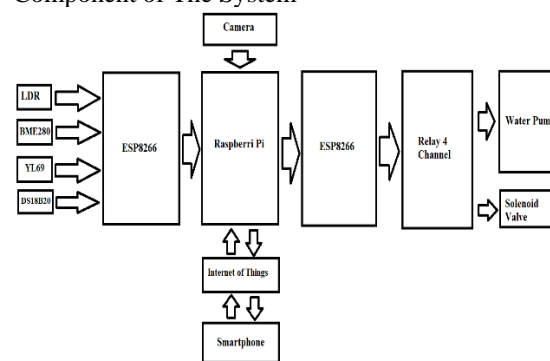 Component of The System
Camera
LDR
BME280
YL69
DS18B20
ESP8266
Raspberri Pi
ESP8266
Relay 4
Channel
Water Pump
Solenoid
Valve
Internet of Things
Smartphone